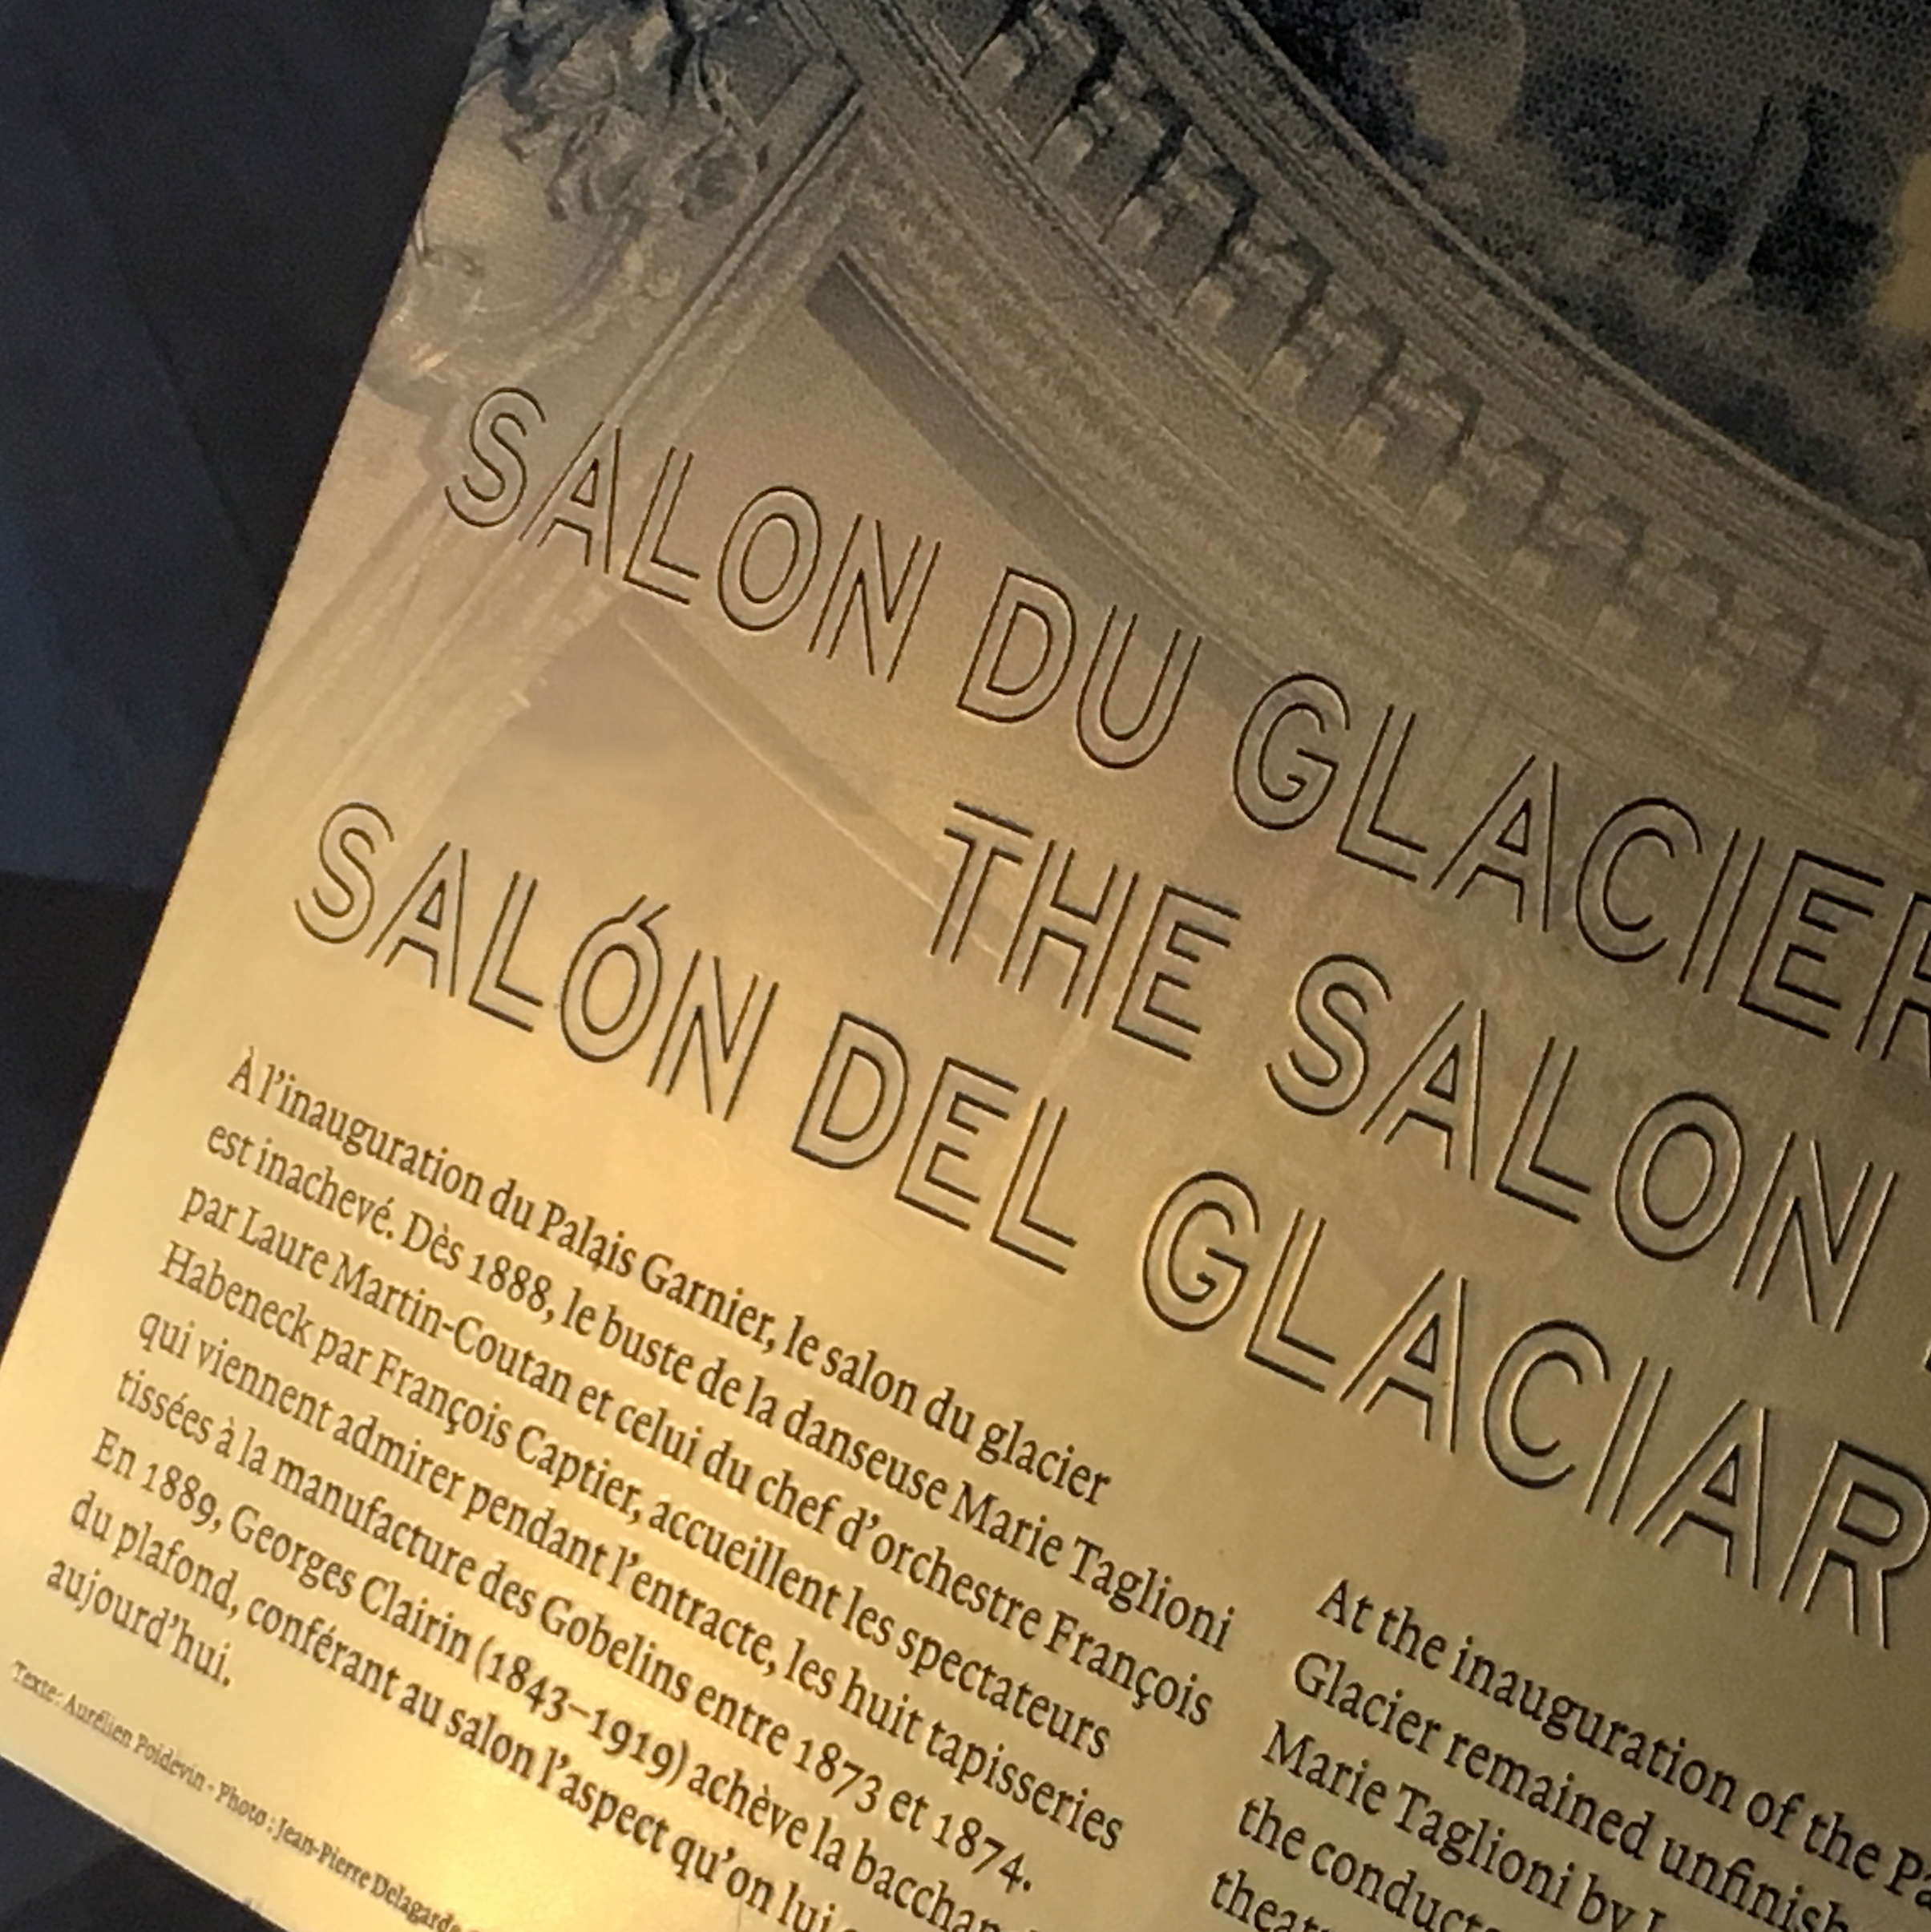 SALON DU GLACIER
THE SALON
SALÓN DEL GLACIAR
À l'inauguration du Palais Garnier, le salon du glacier
est inachevé. Dès 1888, le buste de la danseuse Marie Taglioni
par Laure Martin-Coutan et celui du chef d'orchestre François
Habeneck par François Captier, accueillent les spectateurs
qui viennent admirer pendant l'entracte, les huit tapisseries
tissées à la manufacture des Gobelins entre 1873 et 1874.
En 1889, Georges Clairin (1843–1919) achève la
du plafond, conférant au salon l'aspect qu'on lui
aujourd'hui.
Texte : Aurélien Poidevin - Photo : Jean-Pierre Delagarde
At the inauguration of the
Glacier remained
Marie Taglioni by
the